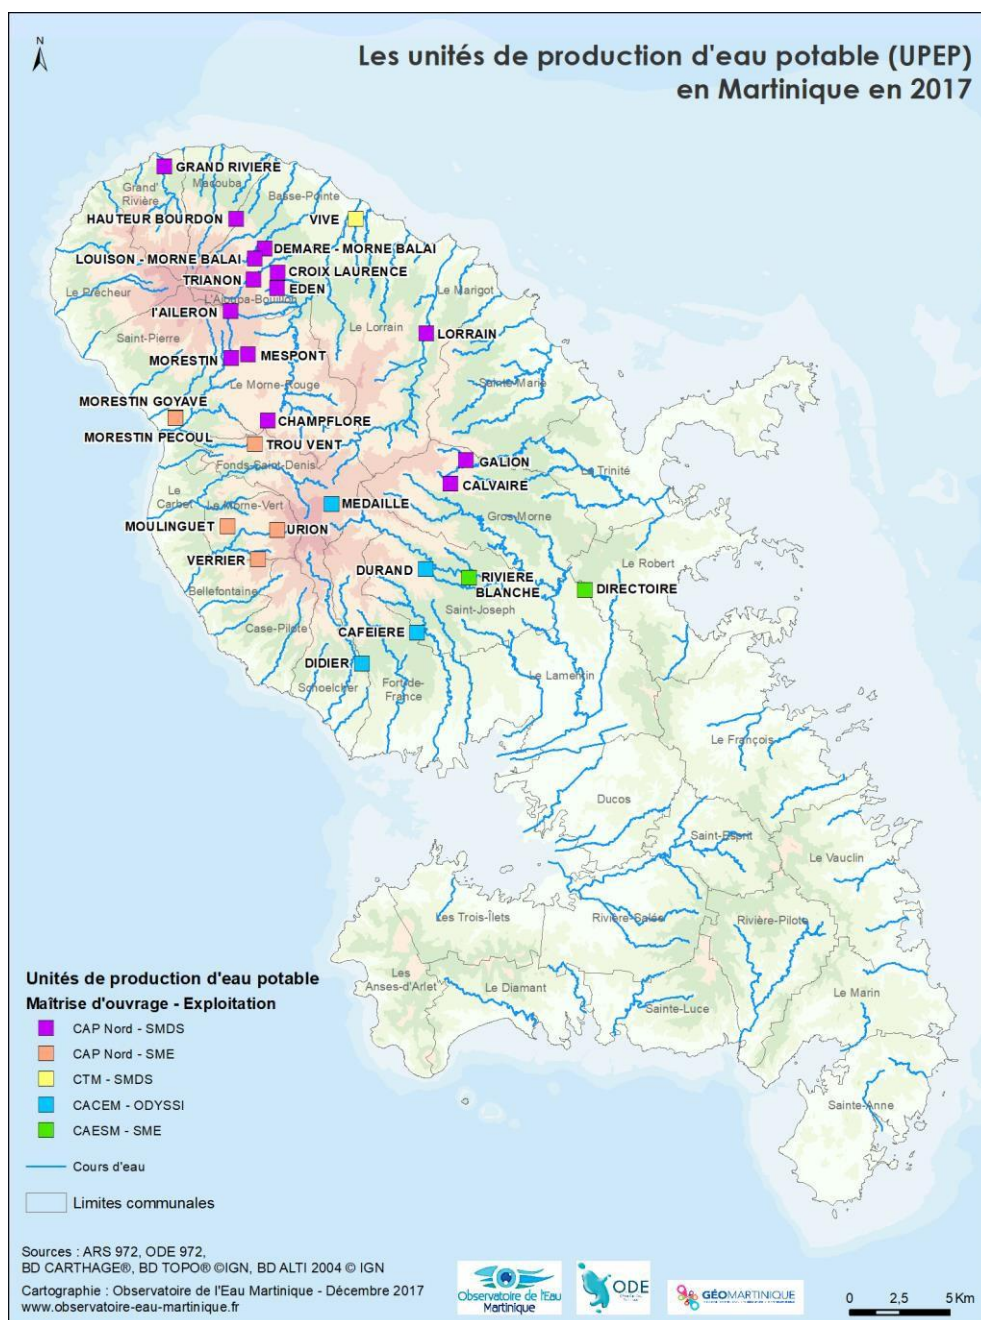 N
Les unités de production d'eau potable (UPEP)
en Martinique en 2017
GRAND RIVIERE
Grand'
Rivière
Macouba
Basse-Pointe
HAUTEUR BOURDON
VIVE
DEMARE - MORNE BALAI
LOUISON - MORNE BALAI
CROIX LAURENCE
TRIANON
EDEN
Le Prêcheur
L'Ajoupa-Bouillon
Le Marigot
l'AILERON
Le Lorrain
LORRAIN
Saint-Pierre
MORESTIN
MESPONT
Le Morne-Rouge
Sainte-Marie
MORESTIN GOYAVE
CHAMPFLORE
MORESTIN PECOUL
TROU VENT
Fonds-Saint-Denis
GALION
La Trinité
CALVAIRE
Le
Carbet
Le Morne-Vert
MEDAILLE
Gros-Morne
MOULINGUET
URION
VERRIER
DURAND
RIVIERE
BLANCHE
Le Robert
DIRECTOIRE
Bellefontaine
Saint-Joseph
Case-Pilote
CAFEIERE
DIDIER
Schoelcher
Fort-de-
France
Le Lamentin
Le François
Ducos
Saint-Esprit
Le Vauclin
Les Trois-Îlets
Rivière-Salée
Rivière-Pilote
Les
Anses-d'Arlet
Le Diamant
Sainte-Luce
Le Marin
Sainte-Anne
Unités de production d'eau potable
Maîtrise d'ouvrage - Exploitation
CAP Nord - SMDS
CAP Nord - SME
CTM - SMDS
CACEM - ODYSSI
CAESM - SME
Cours d'eau
Limites communales
Sources : ARS 972, ODE 972,
BD CARTHAGE®, BD TOPO® ©IGN, BD ALTI 2004 © IGN
Cartographie : Observatoire de l'Eau Martinique - Décembre 2017
www.observatoire-eau-martinique.fr
Observatoire de l'Eau
Martinique
ODE
GÉOMARTINIQUE
0 2,5 5 Km